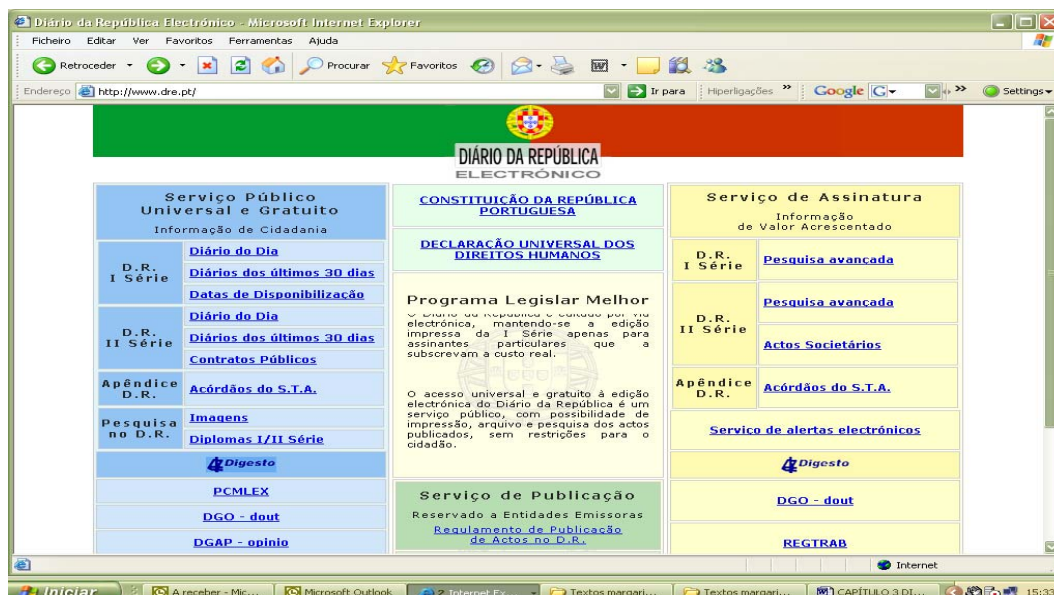 Diário da República Electrónico - Microsoft Internet Explorer
Ficheiro Editar Ver Favoritos Ferramentas Ajuda
Retroceder Procurar Favoritos
Endereço http://www.dre.pt/ Ir para Hiperligações » Google G » Settings
DIÁRIO DA REPÚBLICA
ELECTRÓNICO
Serviço Público
Universal e Gratuito
Informação de Cidadania
D.R.
I Série
Diário do Dia
Diários dos últimos 30 dias
Datas de Disponibilização
D.R.
II Série
Diário do Dia
Diários dos últimos 30 dias
Contratos Públicos
Apêndice
D.R.
Acórdãos do S.T.A.
Pesquisa
no D.R.
Imagens
Diplomas I/II Série
Digesto
PCMLEX
DGO - dout
DGAP - opinio
CONSTITUIÇÃO DA REPÚBLICA
PORTUGUESA
DECLARAÇÃO UNIVERSAL DOS
DIREITOS HUMANOS
Programa Legislar Melhor
O Diário da República é editado por via
electrónica, mantendo-se a edição
impressa da I Série apenas para
assinantes particulares que a
subscrevam a custo real.
O acesso universal e gratuito à edição
electrónica do Diário da República é um
serviço público, com possibilidade de
impressão, arquivo e pesquisa dos actos
publicados, sem restrições para o
cidadão.
Serviço de Publicação
Reservado a Entidades Emissoras
Regulamento de Publicação
de Actos no D.R.
Serviço de Assinatura
Informação
de Valor Acrescentado
D.R.
I Série
Pesquisa avançada
D.R.
II Série
Pesquisa avançada
Actos Societários
Apêndice
D.R.
Acórdãos do S.T.A.
Serviço de alertas electrónicos
Digesto
DGO - dout
REGTRAB
Internet
Iniciar A receber - Mic... Microsoft Outlook 2 Internet Ex... Textos margari... Textos margari... CAPÍTULO 3 DI... 15:33